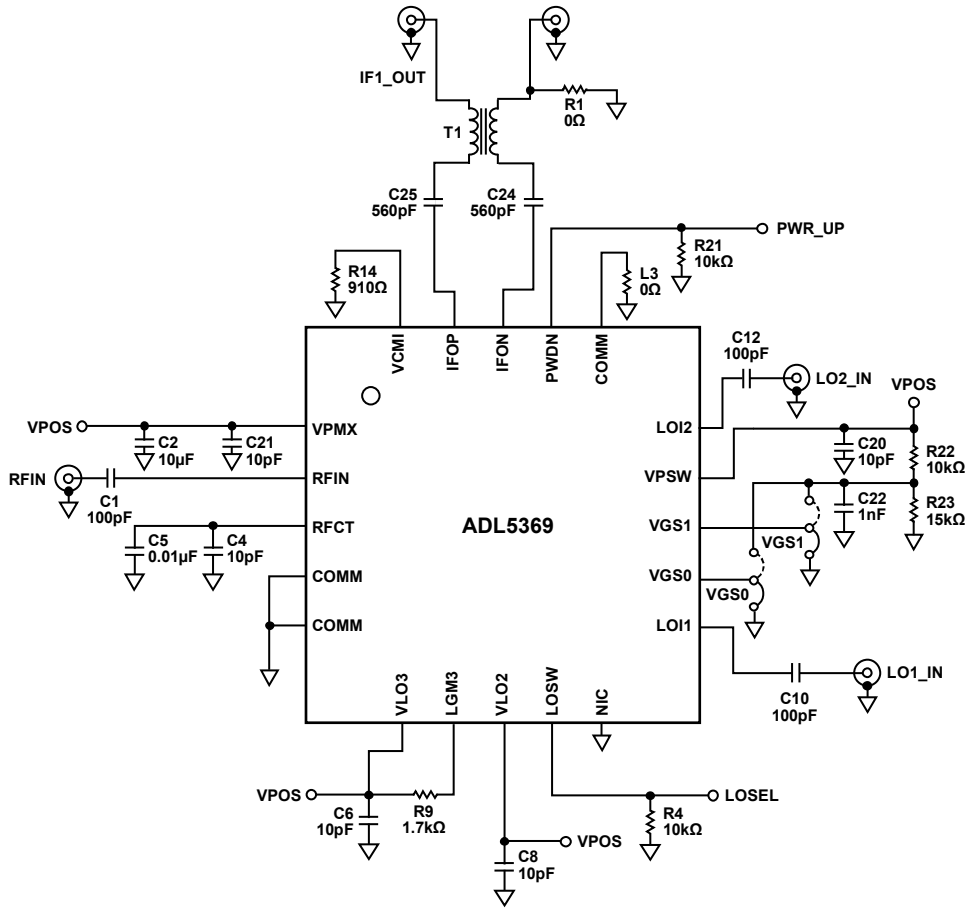 IF1_OUT
T1
R1
0Ω
C25
560pF
C24
560pF
PWR_UP
R21
10kΩ
R14
910Ω
L3
0Ω
VCMI
IFOP
IFON
PWDN
COMM
C12
100pF
LO2_IN
VPOS
VPOS
C2
10µF
C21
10pF
VPMX
LOI2
C20
10pF
R22
10kΩ
RFIN
C1
100pF
RFIN
VPSW
C22
1nF
R23
15kΩ
C5
0.01µF
C4
10pF
RFCT
ADL5369
VGS1
VGS1
COMM
VGS0
VGS0
COMM
LOI1
C10
100pF
LO1_IN
VLO3
LGM3
VLO2
LOSW
NIC
VPOS
C6
10pF
R9
1.7kΩ
LOSEL
R4
10kΩ
VPOS
C8
10pF